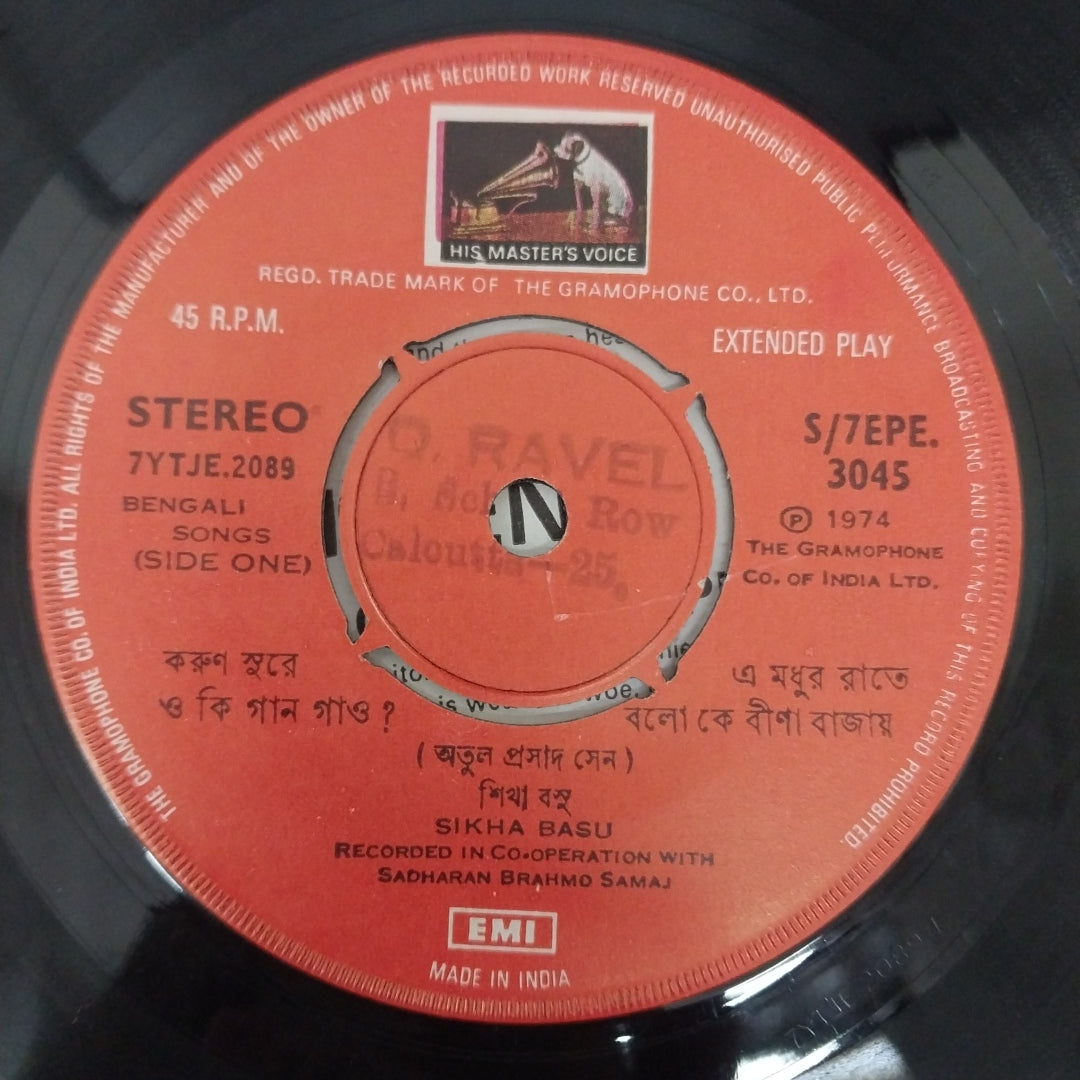 THE GRAMOPHONE CO. OF INDIA LTD. ALL RIGHTS OF THE MANUFACTURER AND OF THE OWNER OF THE RECORDED WORK RESERVED UNAUTHORISED PUBLIC PERFORMANCE BROADCASTING AND COPYING OF THIS RECORD PROHIBITED.
HIS MASTER'S VOICE
REGD. TRADE MARK OF THE GRAMOPHONE CO., LTD.
45 R.P.M.
EXTENDED PLAY
STEREO
7YTJE.2089
BENGALI
SONGS
(SIDE ONE)
S/7EPE.
3045
Ⓟ 1974
THE GRAMOPHONE
CO. OF INDIA LTD.
O. RAVEL
Row
Calcutta—25.
করুণ সুরে
ও কি গান গাও ?
এ মধুর রাতে
বলো কে বীণা বাজায়
( অতুল প্রসাদ সেন )
শিখা বসু
SIKHA BASU
RECORDED IN CO-OPERATION WITH
SADHARAN BRAHMO SAMAJ
EMI
MADE IN INDIA